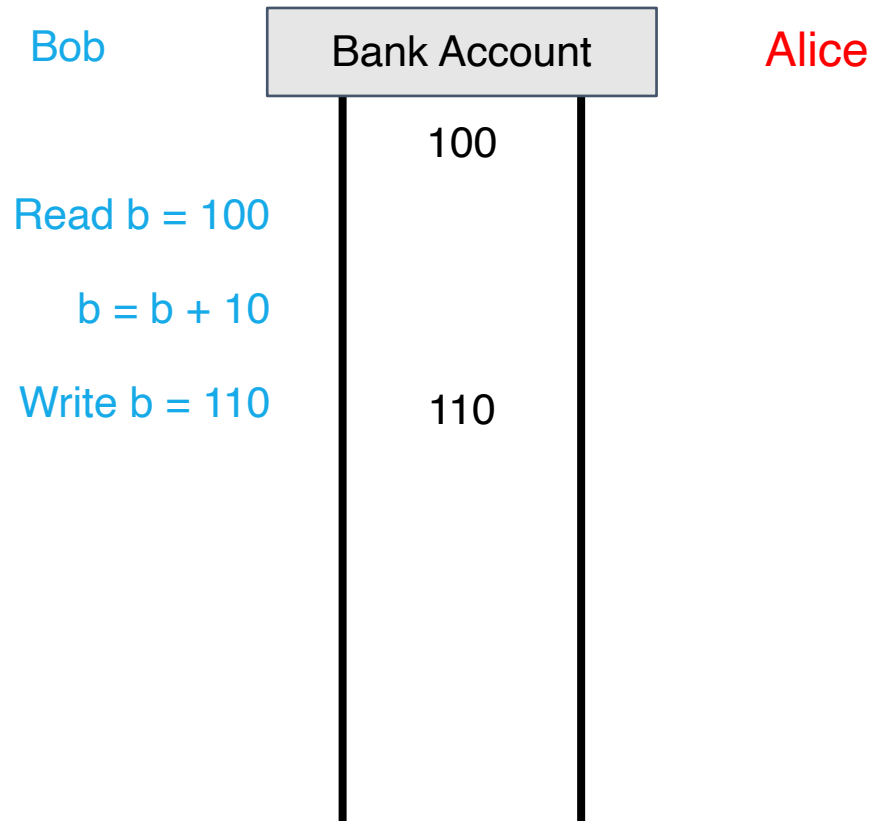 Bob
Bank Account
Alice
100
Read b = 100
b = b + 10
Write b = 110
110